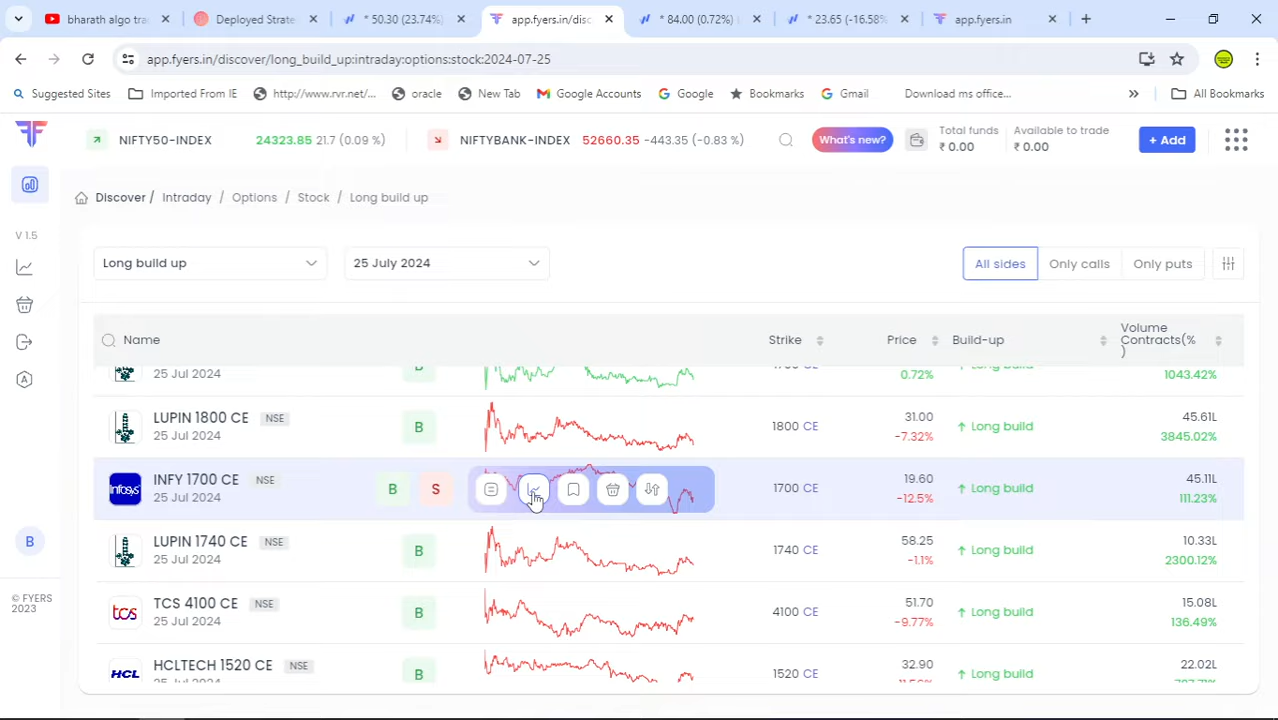 bharath algo tra
Deployed Strate
* 50.30 (23.74%)
app.fyers.in/disc
* 84.00 (0.72%)
* 23.65 (-16.58%
app.fyers.in
app.fyers.in/discover/long_build_up:intraday:options:stock:2024-07-25
Suggested Sites
Imported From IE
http://www.rvr.net/...
oracle
New Tab
Google Accounts
Google
Bookmarks
Gmail
Download ms office...
All Bookmarks
NIFTY50-INDEX 24323.85 21.7 (0.09 %)
NIFTYBANK-INDEX 52660.35 -443.35 (-0.83 %)
What's new?
Total funds
₹ 0.00
Available to trade
₹ 0.00
+ Add
Discover / Intraday / Options / Stock / Long build up
V 1.5
Long build up
25 July 2024
All sides
Only calls
Only puts
Name
Strike
Price
Build-up
Volume
Contracts(%
)
25 Jul 2024
0.72%
1043.42%
LUPIN 1800 CE NSE
25 Jul 2024
B
1800 CE
31.00
-7.32%
Long build
45.61L
3845.02%
Infosys
INFY 1700 CE NSE
25 Jul 2024
B
S
1700 CE
19.60
-12.5%
Long build
45.11L
111.23%
LUPIN 1740 CE NSE
25 Jul 2024
B
1740 CE
58.25
-1.1%
Long build
10.33L
2300.12%
tcs
TCS 4100 CE NSE
25 Jul 2024
B
4100 CE
51.70
-9.77%
Long build
15.08L
136.49%
HCL
HCLTECH 1520 CE NSE
25 Jul 2024
B
1520 CE
32.90
Long build
22.02L
B
© FYERS
2023